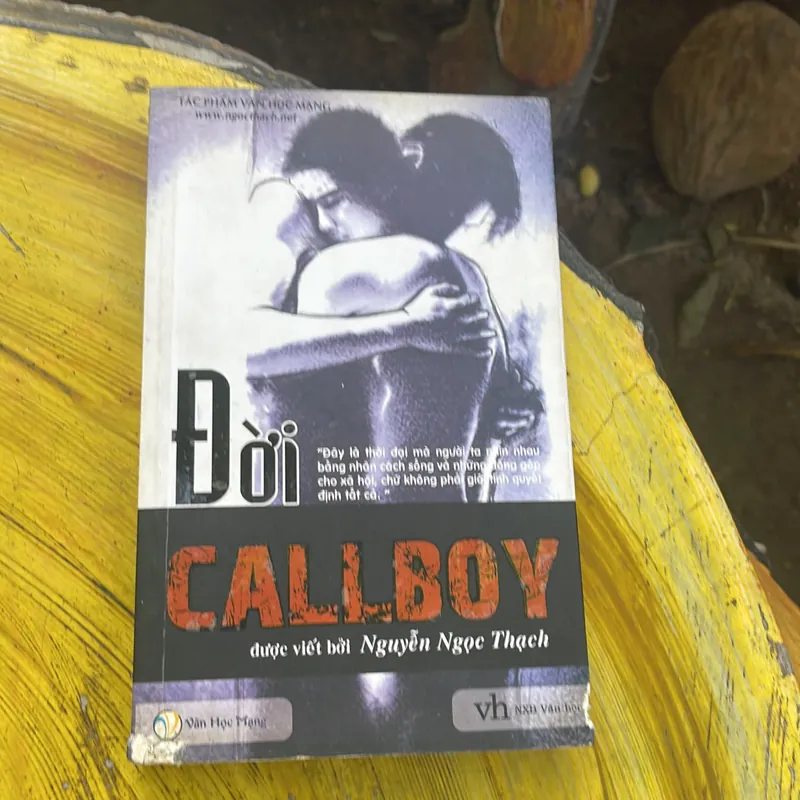 TÁC PHẨM VĂN HỌC MẠNG
www.ngocthach.net
Đời
"Đây là thời đại mà người ta nhìn nhau
bằng nhân cách sống và những đóng góp
cho xã hội, chứ không phải giới tính quyết
định tất cả."
CALLBOY
được viết bởi Nguyễn Ngọc Thạch
Văn Học Mạng
vh NXB Văn học